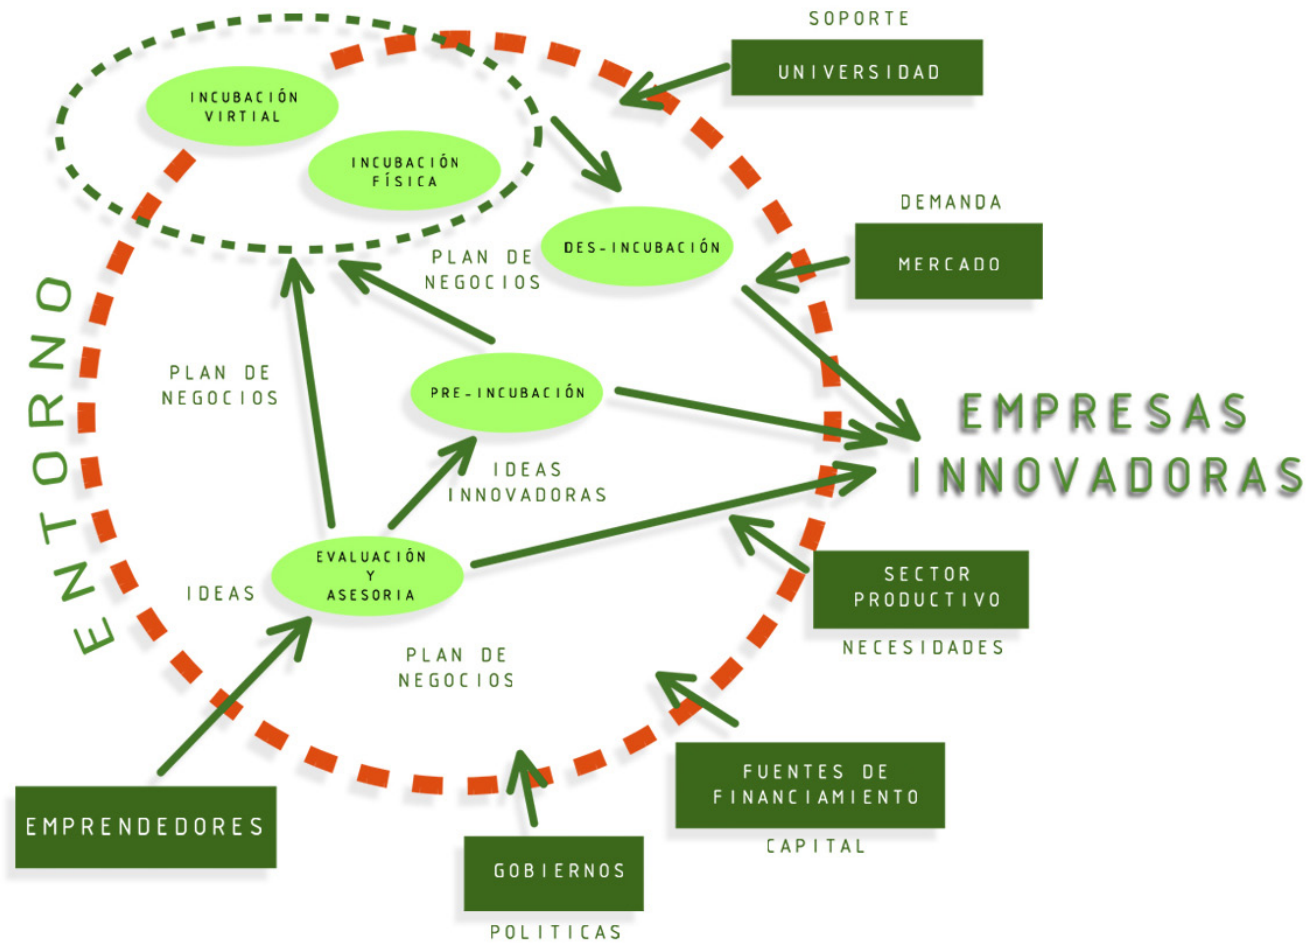 SOPORTE
UNIVERSIDAD
INCUBACIÓN
VIRTIAL
INCUBACIÓN
FÍSICA
DEMANDA
MERCADO
DES-INCUBACIÓN
PLAN DE
NEGOCIOS
ENTORNO
PLAN DE
NEGOCIOS
PRE-INCUBACIÓN
EMPRESAS
INNOVADORAS
IDEAS
INNOVADORAS
EVALUACIÓN
Y
ASESORIA
IDEAS
SECTOR
PRODUCTIVO
NECESIDADES
PLAN DE
NEGOCIOS
FUENTES DE
FINANCIAMIENTO
CAPITAL
EMPRENDEDORES
GOBIERNOS
POLITICAS